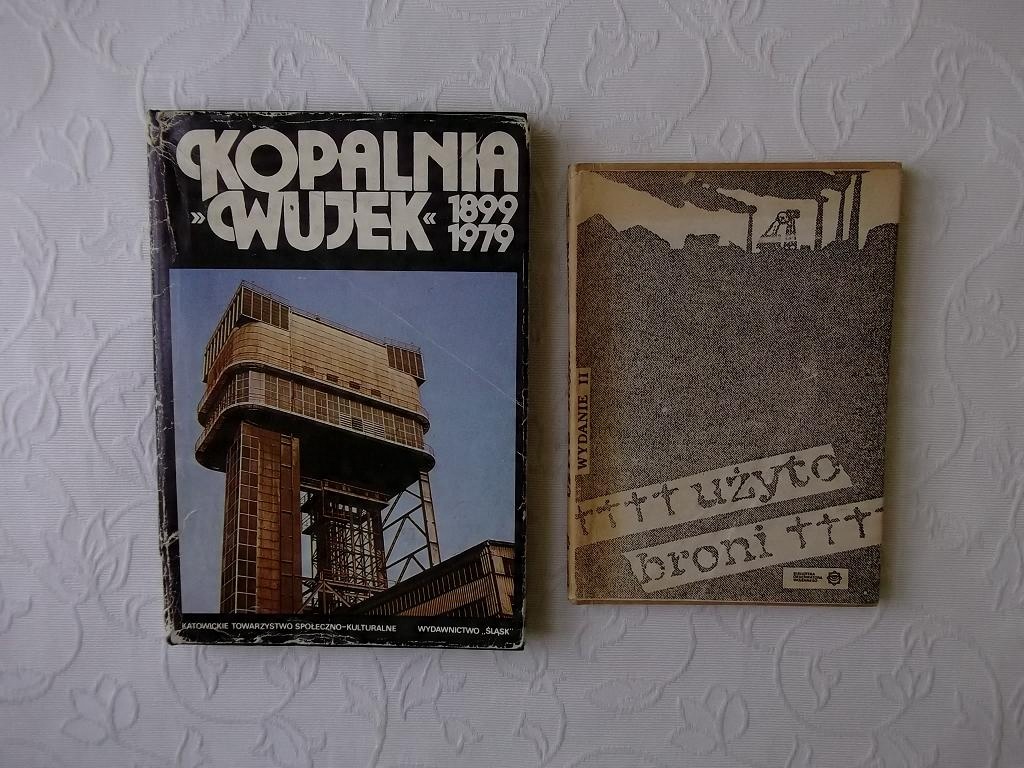 KOPALNIA
»WUJEK« 1899
1979
KATOWICKIE TOWARZYSTWO SPOŁECZNO-KULTURALNE WYDAWNICTWO „ŚLĄSK"
WYDANIE II
++++ użyto
broni ++++